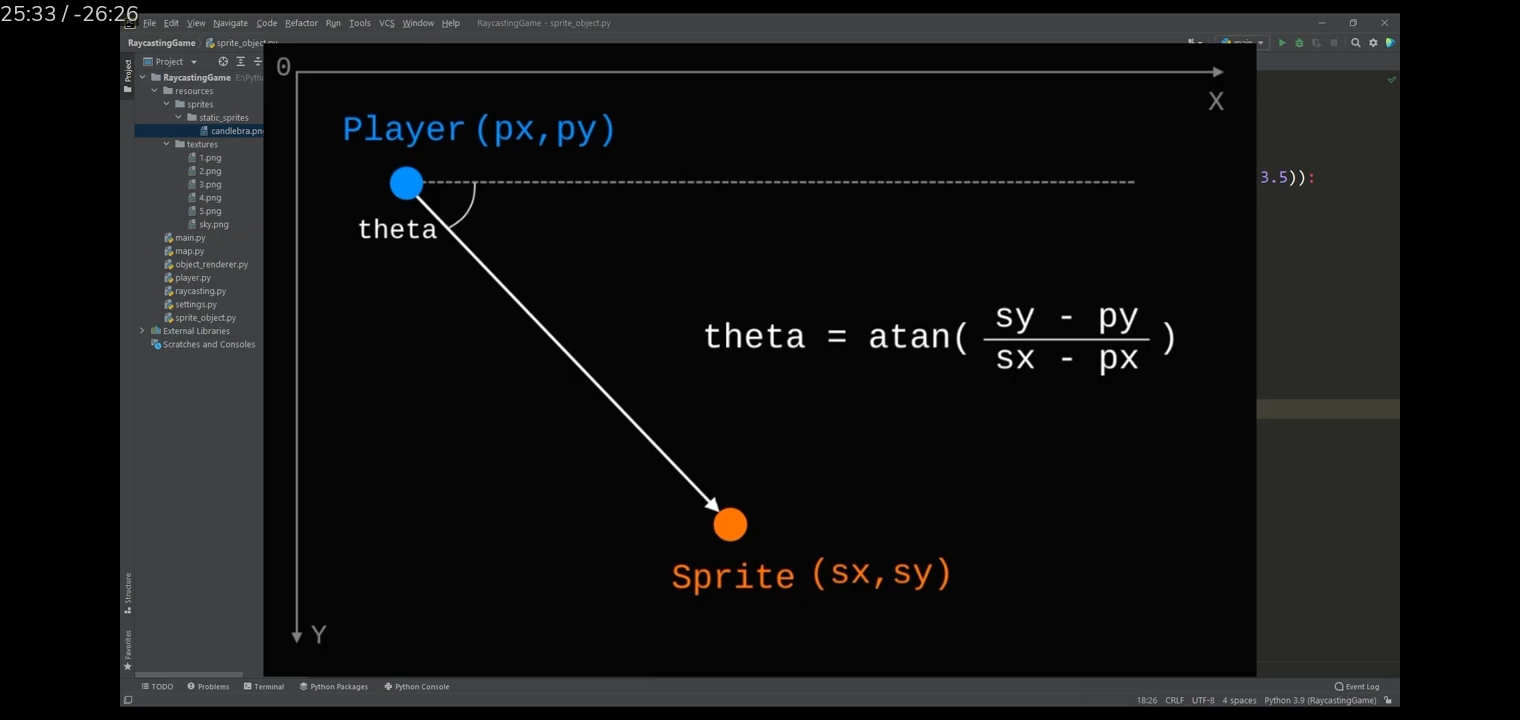 25:33 / -26:26
File Edit View Navigate Code Refactor Run Tools VCS Window Help RaycastingGame - sprite_object.py
RaycastingGame sprite_object.py main
Project
Project
RaycastingGame E:\Pyth
resources
sprites
static_sprites
candlebra.png
textures
1.png
2.png
3.png
4.png
5.png
sky.png
main.py
map.py
object_renderer.py
player.py
raycasting.py
settings.py
sprite_object.py
External Libraries
Scratches and Consoles
0
X
Player (px,py)
3.5)):
theta
theta = atan( sy - py
sx - px )
Sprite (sx,sy)
Y
Structure
Favorites
TODO Problems Terminal Python Packages Python Console Event Log
18:26 CRLF UTF-8 4 spaces Python 3.9 (RaycastingGame)